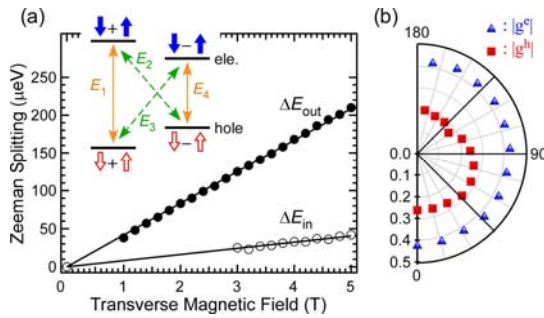 (a)
E1
E2
E3
E4
ele.
hole
ΔEout
ΔEin
Zeeman Splitting (μeV)
250
200
150
100
50
0
0 1 2 3 4 5
Transverse Magnetic Field (T)
(b)
: |g^e|
: |g^h|
180
90
0.0
0.1
0.2
0.3
0.4
0.5
0